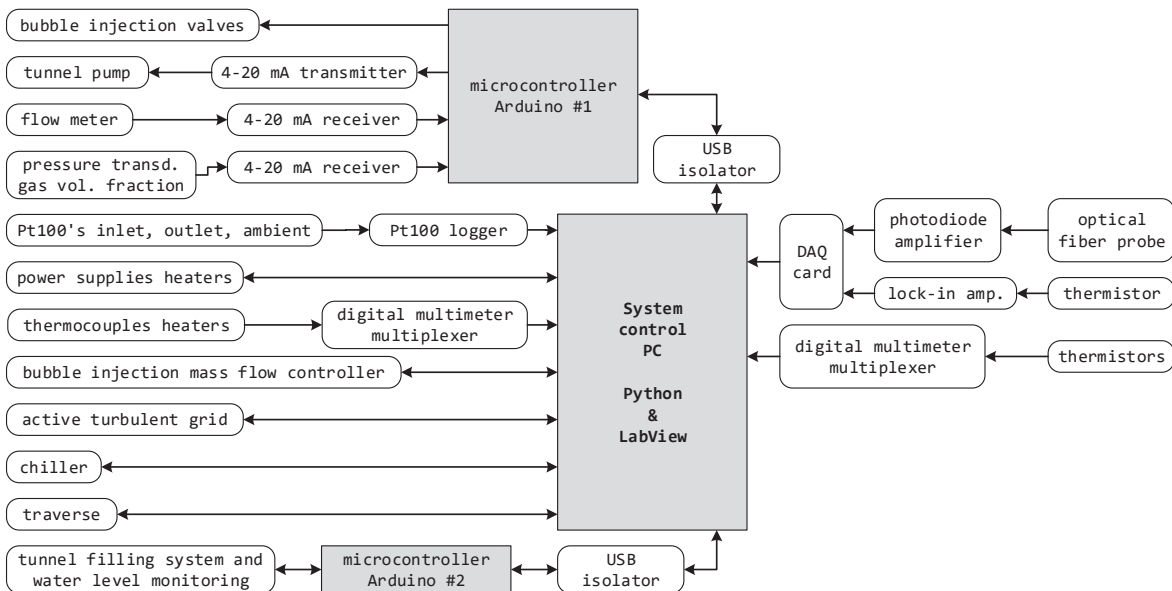 bubble injection valves
tunnel pump
4-20 mA transmitter
flow meter
4-20 mA receiver
pressure transd.
gas vol. fraction
4-20 mA receiver
microcontroller
Arduino #1
USB
isolator
Pt100's inlet, outlet, ambient
Pt100 logger
power supplies heaters
thermocouples heaters
digital multimeter
multiplexer
bubble injection mass flow controller
active turbulent grid
chiller
traverse
tunnel filling system and
water level monitoring
microcontroller
Arduino #2
USB
isolator
System
control
PC
Python
&
LabView
DAQ
card
photodiode
amplifier
optical
fiber probe
lock-in amp.
thermistor
digital multimeter
multiplexer
thermistors